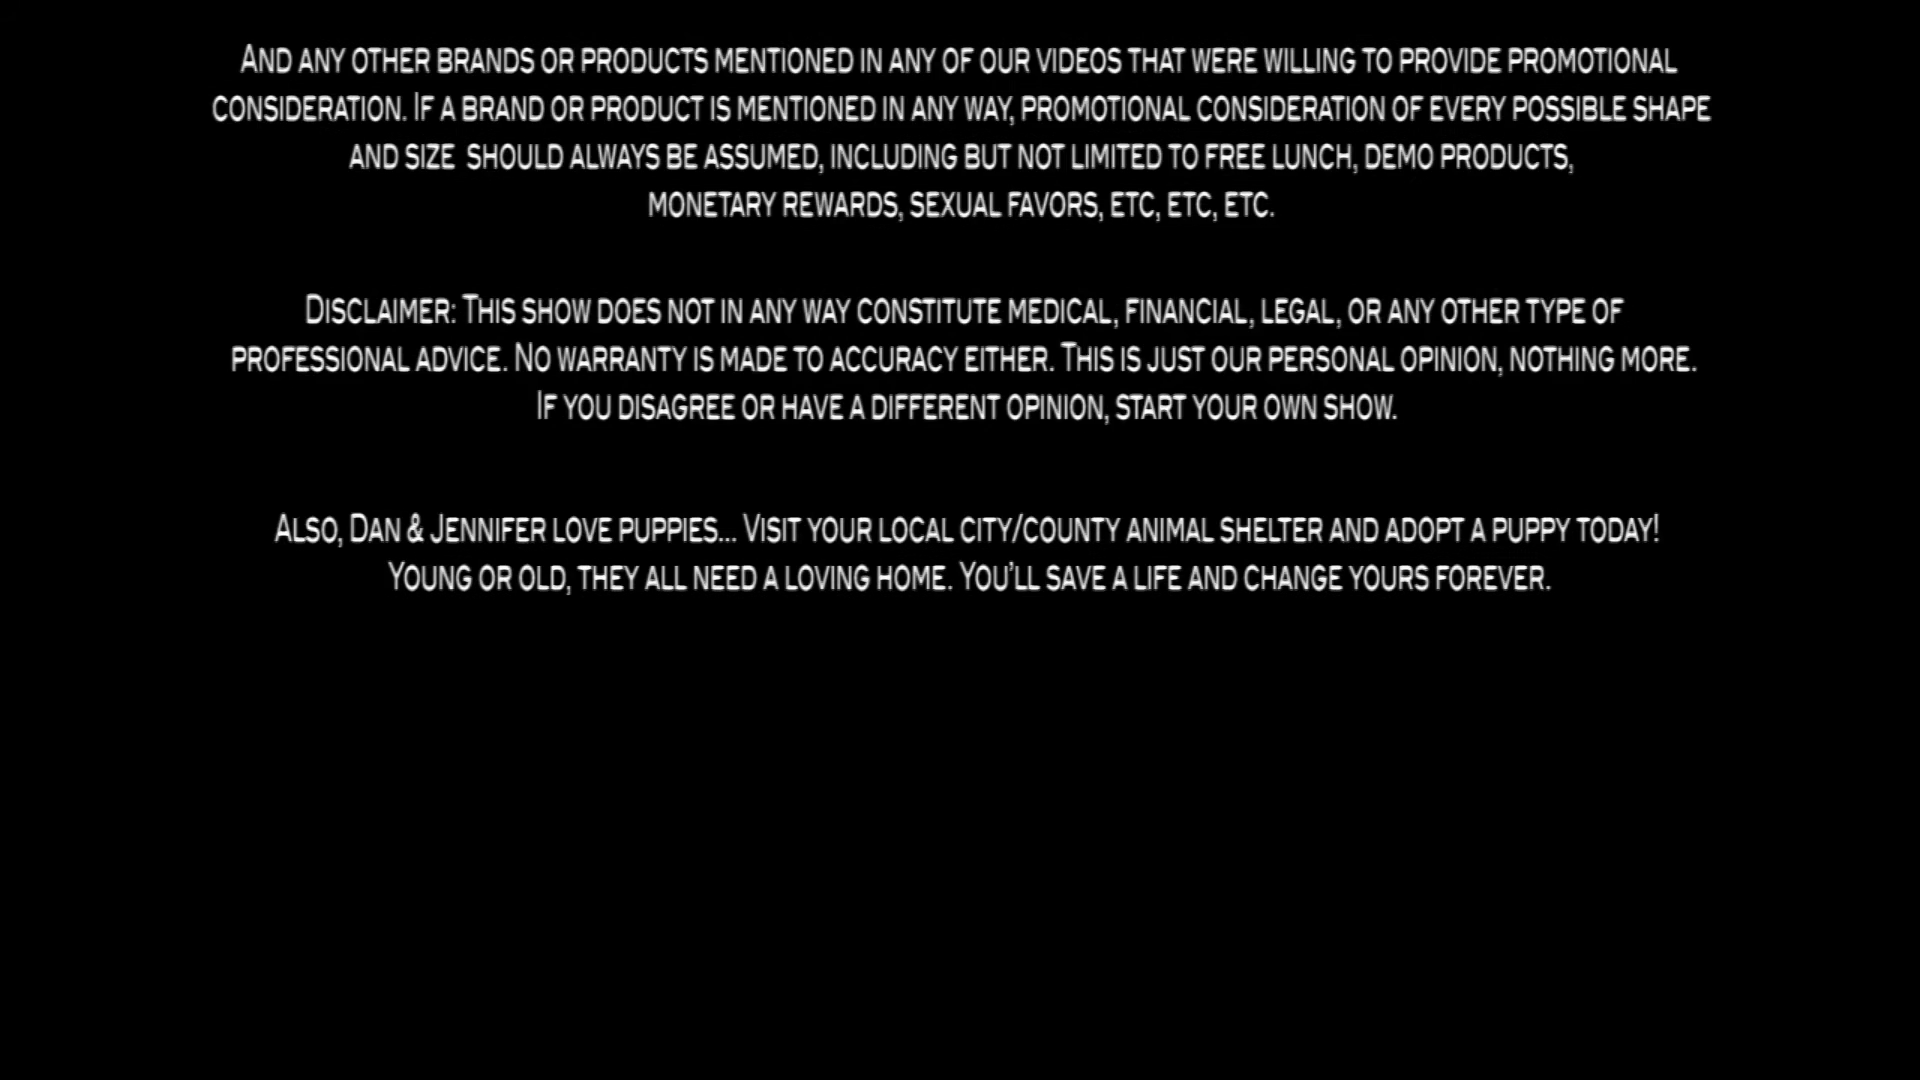 And any other brands or products mentioned in any of our videos that were willing to provide promotional
consideration. If a brand or product is mentioned in any way, promotional consideration of every possible shape
and size should always be assumed, including but not limited to free lunch, demo products,
monetary rewards, sexual favors, etc, etc, etc.
Disclaimer: This show does not in any way constitute medical, financial, legal, or any other type of
professional advice. No warranty is made to accuracy either. This is just our personal opinion, nothing more.
If you disagree or have a different opinion, start your own show.
Also, Dan & Jennifer love puppies... Visit your local city/county animal shelter and adopt a puppy today!
Young or old, they all need a loving home. You'll save a life and change yours forever.